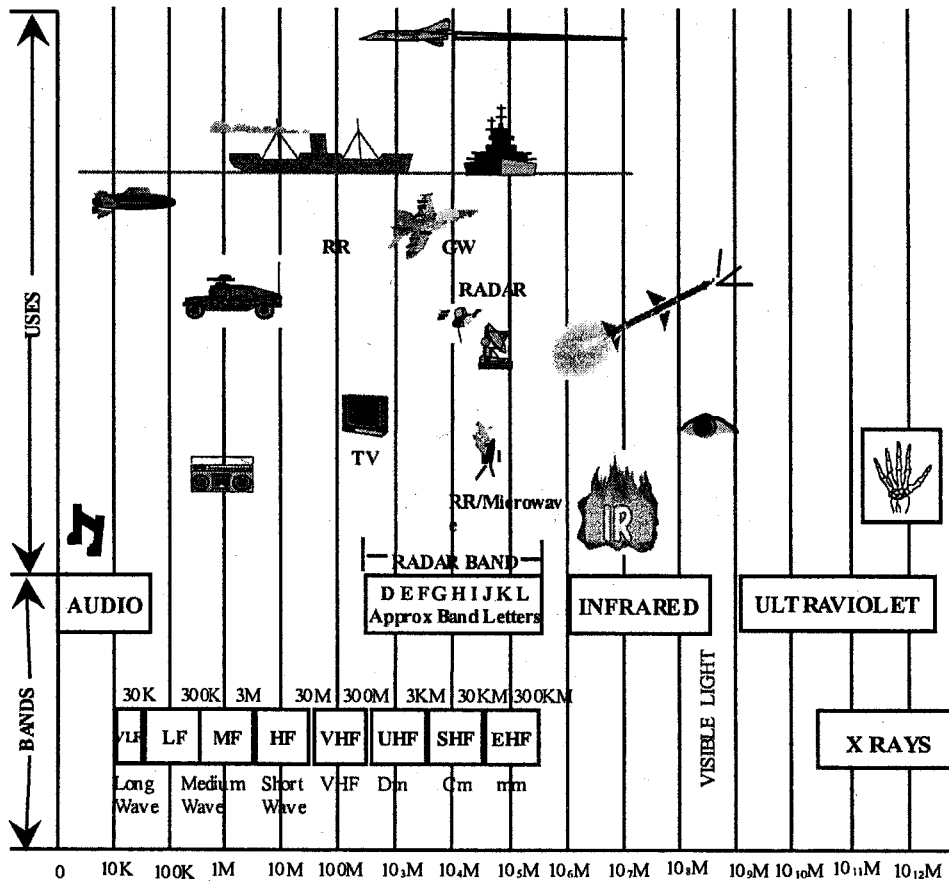 USES
RR
GW
RADAR
TV
RR/Microwav
e
IR
RADAR BAND
BANDS
AUDIO
D E F G H I J K L
Approx Band Letters
INFRARED
ULTRAVIOLET
VISIBLE LIGHT
30K 300K 3M 30M 300M 3KM 30KM 300KM
VLF LF MF HF VHF UHF SHF EHF
X RAYS
Long Medium Short VHF Dm Cm mm
Wave Wave Wave
0 10K 100K 1M 10M 100M 10³M 10⁴M 10⁵M 10⁶M 10⁷M 10⁸M 10₉M 10₁₀M 10₁₁M 10₁₂M